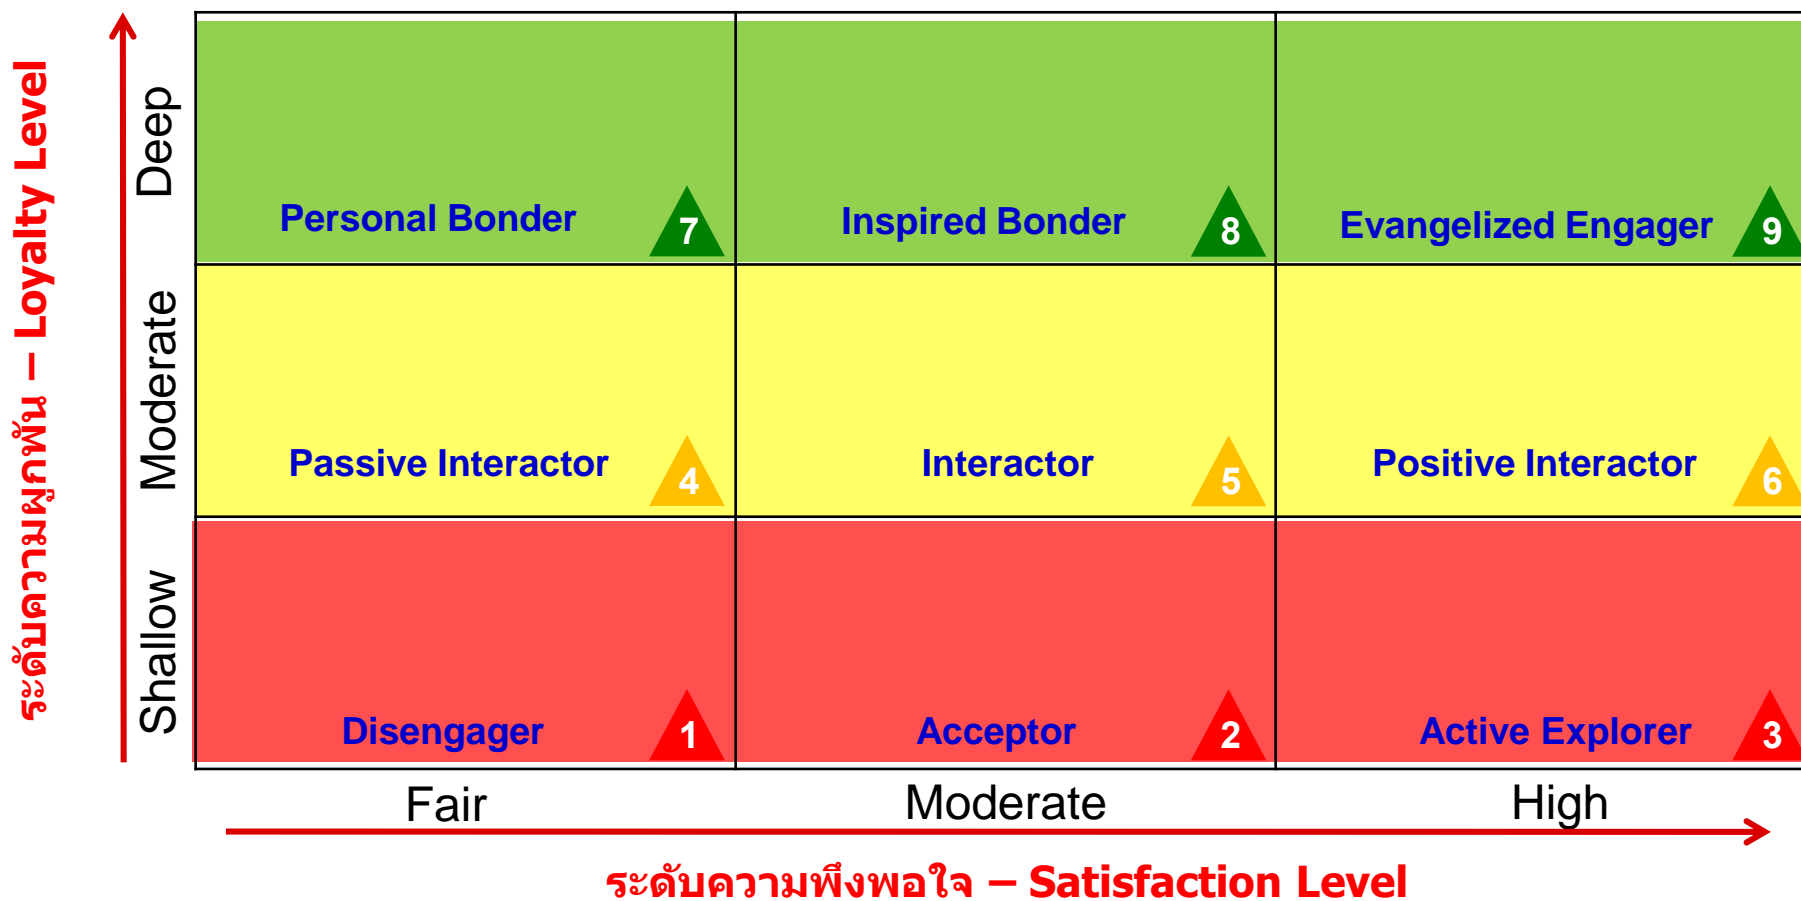 ระดับความผูกพัน – Loyalty Level
Deep
Personal Bonder 7
Inspired Bonder 8
Evangelized Engager 9
Moderate
Passive Interactor 4
Interactor 5
Positive Interactor 6
Shallow
Disengager 1
Acceptor 2
Active Explorer 3
Fair
Moderate
High
ระดับความพึงพอใจ – Satisfaction Level